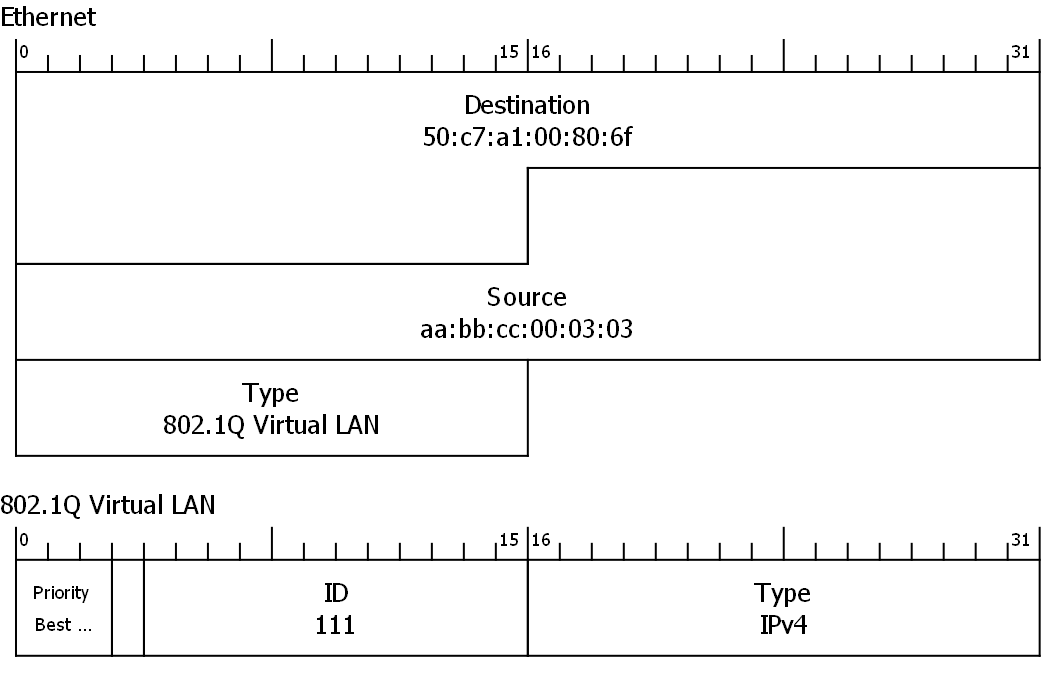 Ethernet
0 15 16 31
Destination
50:c7:a1:00:80:6f
Source
aa:bb:cc:00:03:03
Type
802.1Q Virtual LAN
802.1Q Virtual LAN
0 15 16 31
Priority ID Type
Best ... 111 IPv4